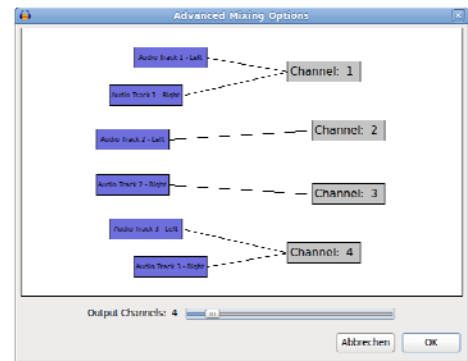 Advanced Mixing Options
Audio Track 1 - Left
Channel: 1
Audio Track 1 - Right
Channel: 2
Audio Track 2 - Left
Audio Track 2 - Right
Channel: 3
Audio Track 3 - Left
Channel: 4
Audio Track 3 - Right
Output Channels: 4
Abbrechen
OK